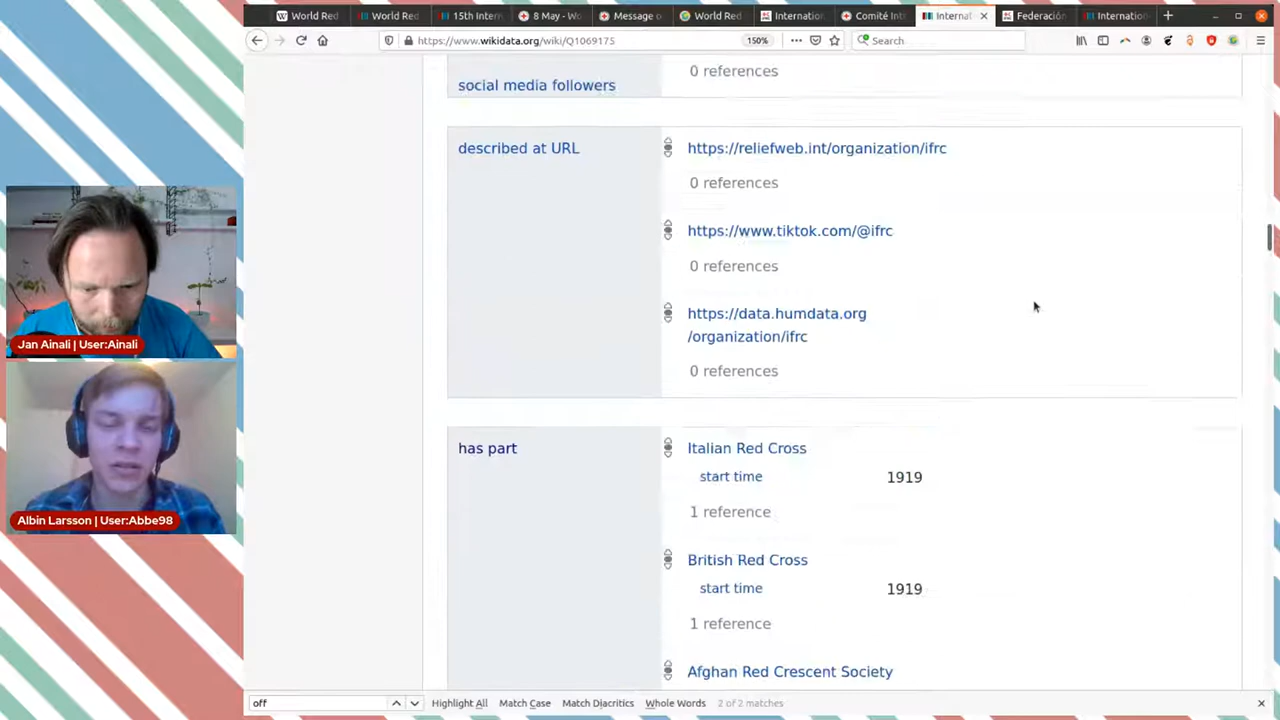 World Red
World Red
15th Intern
8 May - Wo
Message o
World Red
Internation
Comité Inte
Internat
Federación
Internation
https://www.wikidata.org/wiki/Q1069175
150%
Search
0 references
social media followers
described at URL
https://reliefweb.int/organization/ifrc
0 references
https://www.tiktok.com/@ifrc
0 references
https://data.humdata.org
/organization/ifrc
0 references
has part
Italian Red Cross
start time 1919
1 reference
British Red Cross
start time 1919
1 reference
Afghan Red Crescent Society
Jan Ainali | User:Ainali
Albin Larsson | User:Abbe98
off
Highlight All
Match Case
Match Diacritics
Whole Words
2 of 2 matches